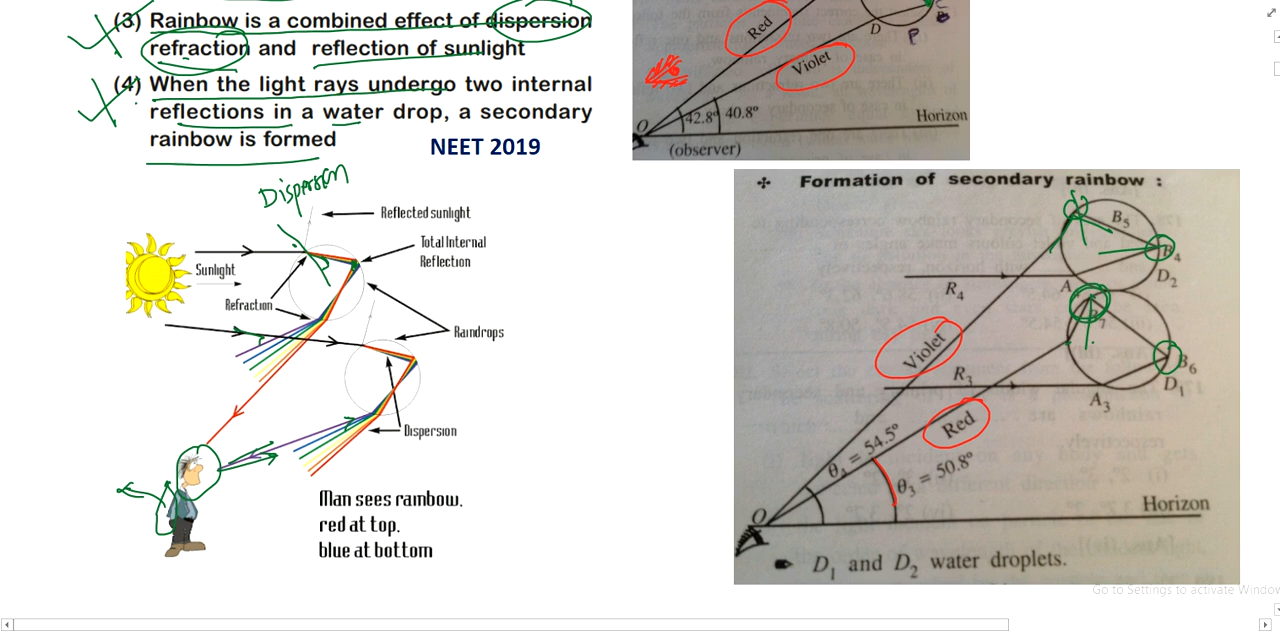 (3) Rainbow is a combined effect of dispersion
refraction and reflection of sunlight
(4) When the light rays undergo two internal
reflections in a water drop, a secondary
rainbow is formed
NEET 2019
Dispersion
Reflected sunlight
Total Internal
Reflection
Sunlight
Refraction
Raindrops
Dispersion
Man sees rainbow.
red at top.
blue at bottom
Red
Violet
D
P
O
42.8° 40.8°
Horizon
(observer)
✢ Formation of secondary rainbow :
B5
B4
D2
A
R4
Violet
R3
B6
D1
A3
Red
θ4 = 54.5°
θ3 = 50.8°
O
Horizon
D1 and D2 water droplets.
Go to Settings to activate Window